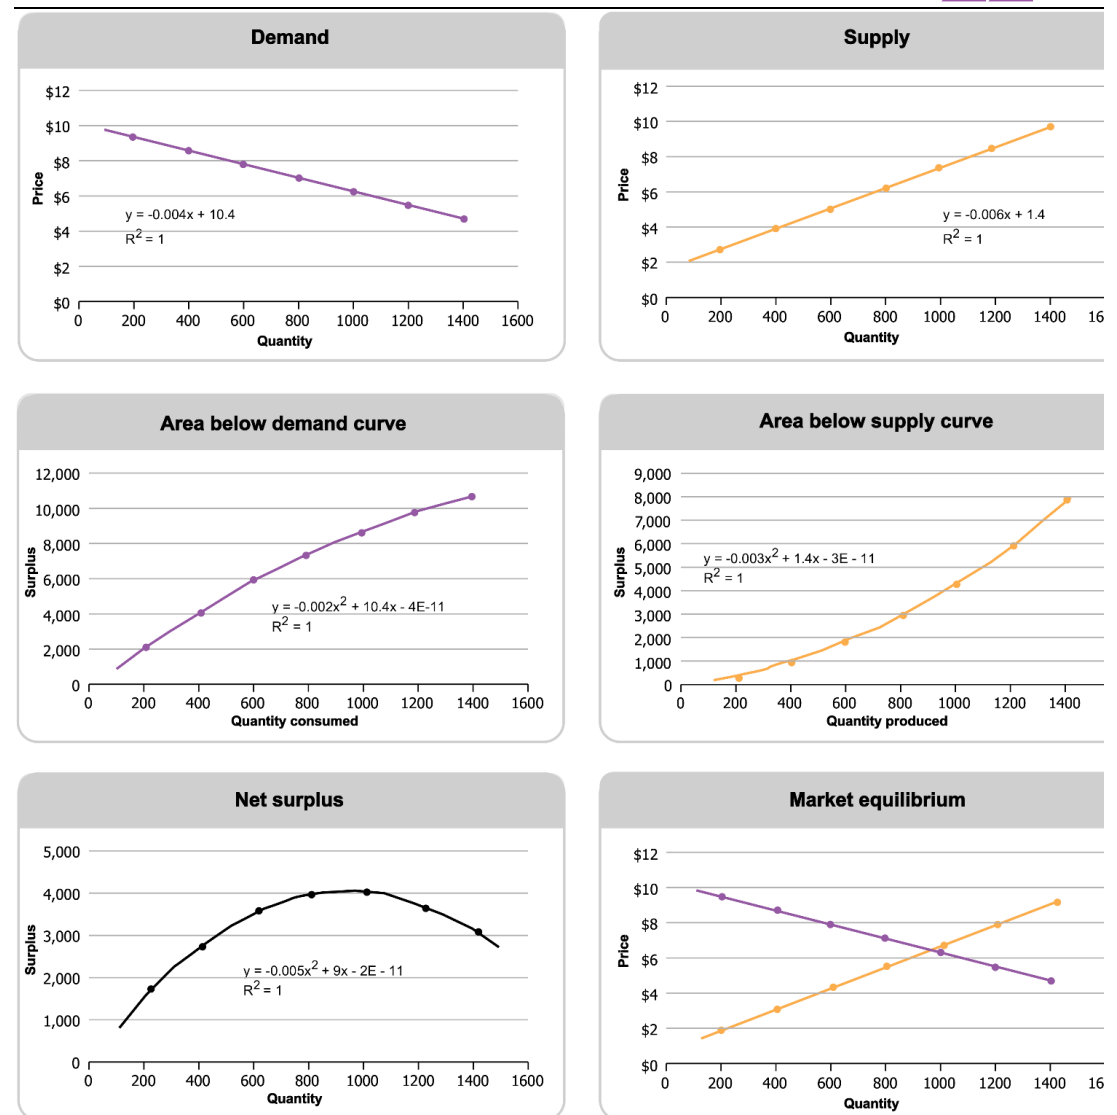 Demand
$12
$10
$8
$6
$4
$2
$0
Price
y = -0.004x + 10.4
R2 = 1
0 200 400 600 800 1000 1200 1400 1600
Quantity
Supply
$12
$10
$8
$6
$4
$2
$0
Price
y = -0.006x + 1.4
R2 = 1
0 200 400 600 800 1000 1200 1400 16
Quantity
Area below demand curve
12,000
10,000
8,000
6,000
4,000
2,000
0
Surplus
y = -0.002x2 + 10.4x - 4E-11
R2 = 1
0 200 400 600 800 1000 1200 1400 1600
Quantity consumed
Area below supply curve
9,000
8,000
7,000
6,000
5,000
4,000
3,000
2,000
1,000
0
Surplus
y = -0.003x2 + 1.4x - 3E - 11
R2 = 1
0 200 400 600 800 1000 1200 1400
Quantity produced
Net surplus
5,000
4,000
3,000
2,000
1,000
0
Surplus
y = -0.005x2 + 9x - 2E - 11
R2 = 1
0 200 400 600 800 1000 1200 1400 1600
Quantity
Market equilibrium
$12
$10
$8
$6
$4
$2
$0
Price
0 200 400 600 800 1000 1200 1400 16
Quantity